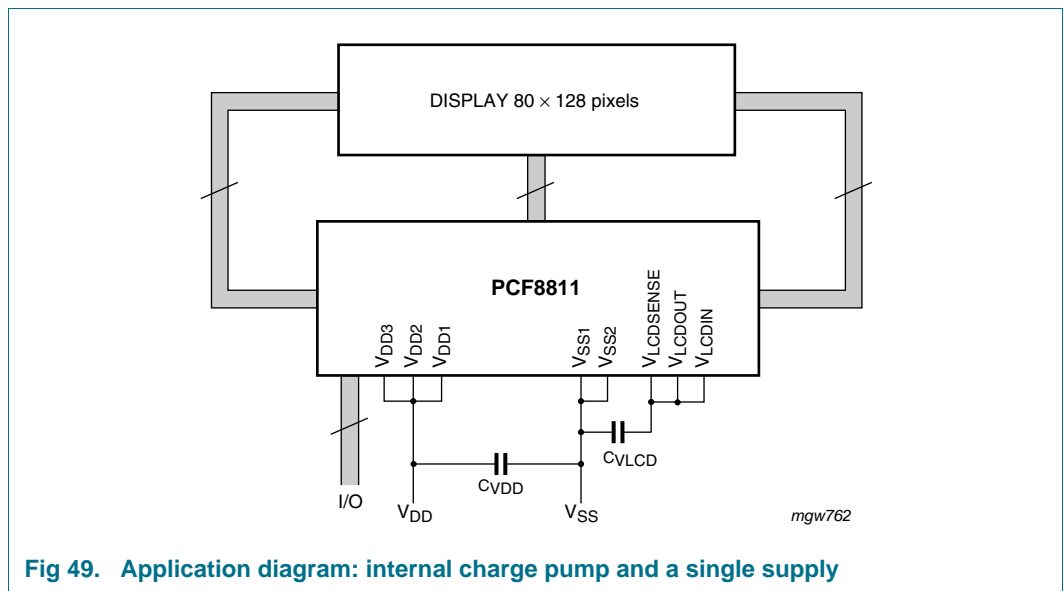 DISPLAY 80 × 128 pixels
PCF8811
VDD3
VDD2
VDD1
VSS1
VSS2
VLCDSENSE
VLCDOUT
VLCDIN
CVLCD
CVDD
I/O
VDD
VSS
mgw762
Fig 49. Application diagram: internal charge pump and a single supply